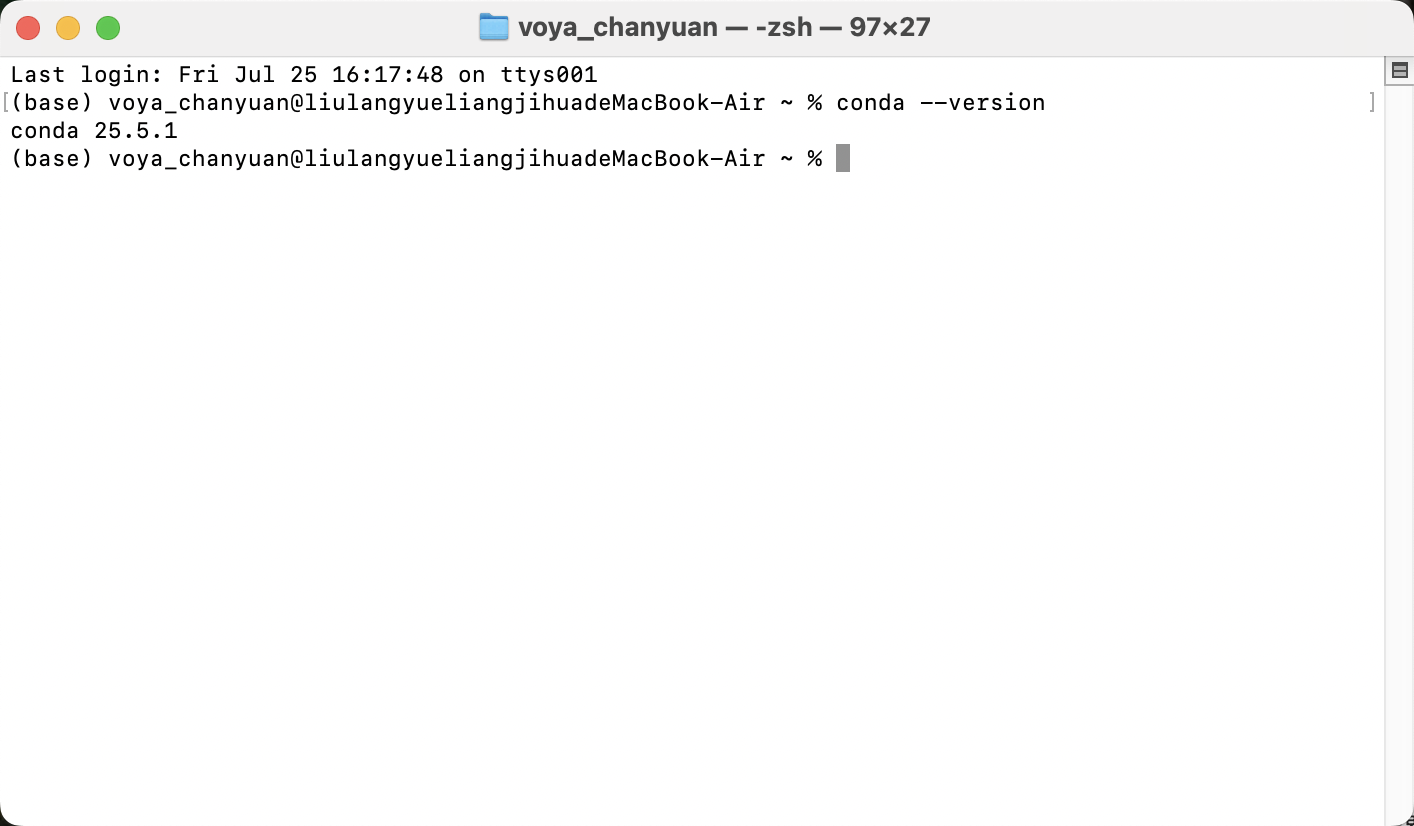 voya_chanyuan — -zsh — 97×27
Last login: Fri Jul 25 16:17:48 on ttys001
[(base) voya_chanyuan@liulangyueliangjihuadeMacBook-Air ~ % conda --version ]
conda 25.5.1
(base) voya_chanyuan@liulangyueliangjihuadeMacBook-Air ~ %